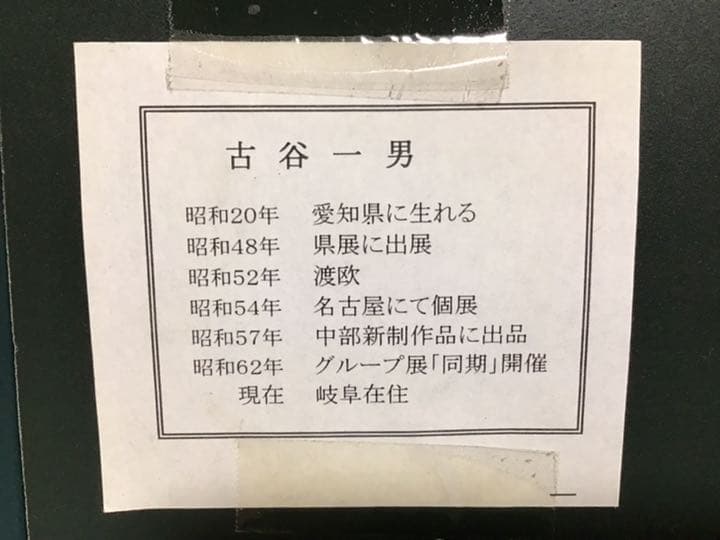 古谷一男
昭和20年 愛知県に生れる
昭和48年 県展に出展
昭和52年 渡欧
昭和54年 名古屋にて個展
昭和57年 中部新制作品に出品
昭和62年 グループ展「同期」開催
現在 岐阜在住